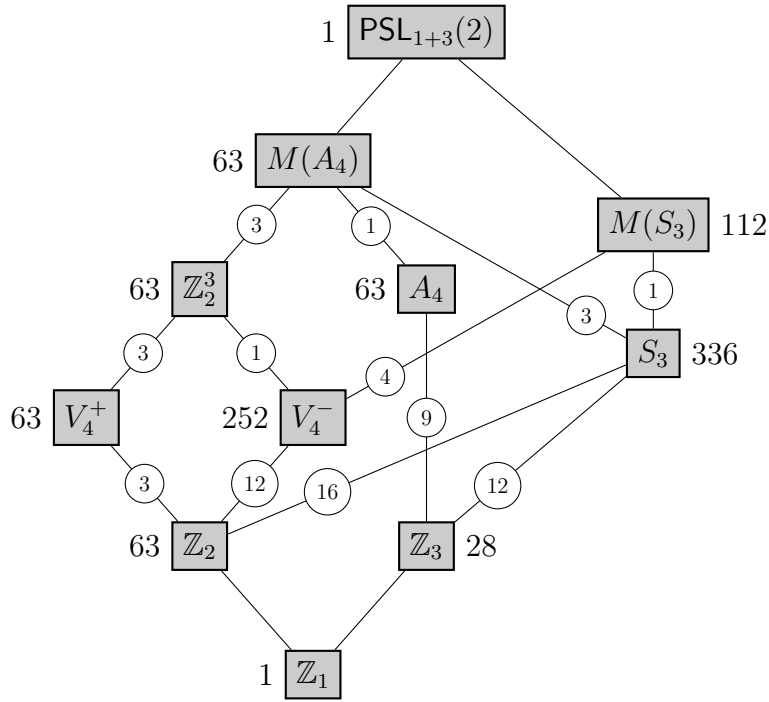 1 PSL₁₊₃(2)
63 M(A₄)
M(S₃) 112
3 1
63 ℤ₂³
63 A₄
1
3
S₃ 336
3 1
4
63 V₄⁺
252 V₄⁻
9
3 12 16 12
63 ℤ₂
ℤ₃ 28
1 ℤ₁